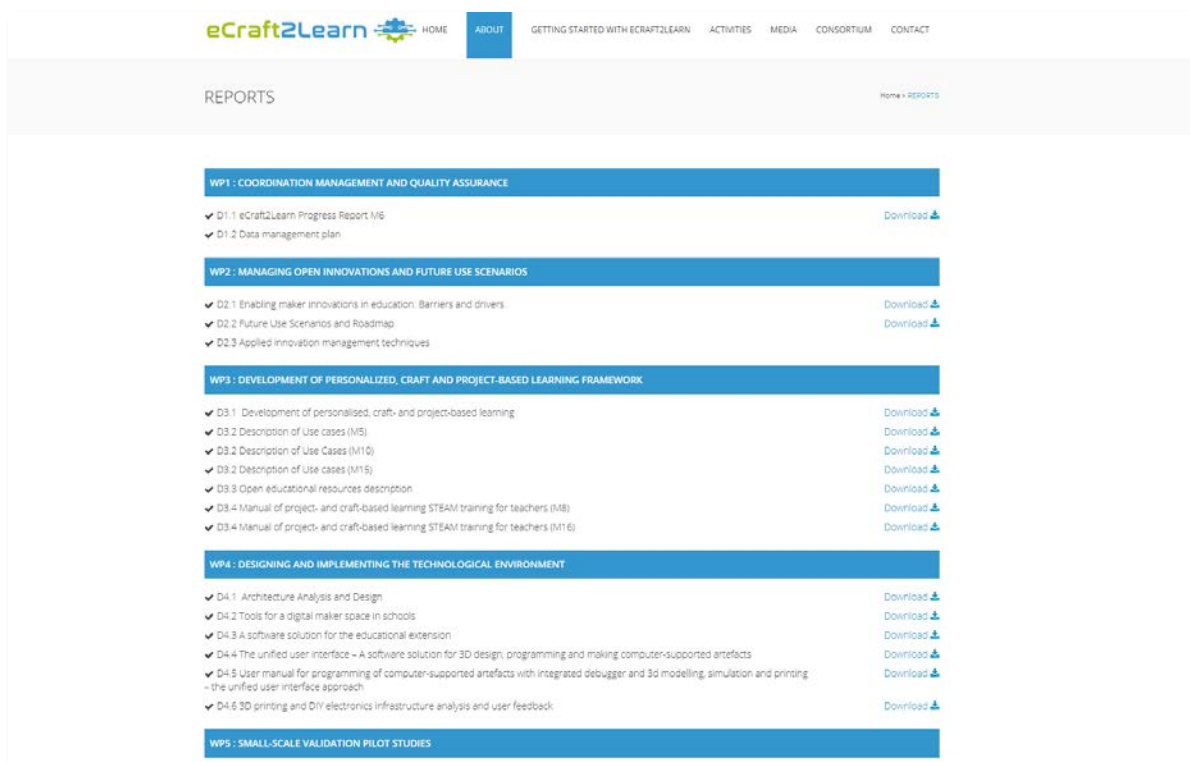 eCraft2Learn HOME ABOUT GETTING STARTED WITH ECRAFT2LEARN ACTIVITIES MEDIA CONSORTIUM CONTACT
REPORTS Home » REPORTS
WP1 : COORDINATION MANAGEMENT AND QUALITY ASSURANCE
D1.1 eCraft2Learn Progress Report M6 Download
D1.2 Data management plan
WP2 : MANAGING OPEN INNOVATIONS AND FUTURE USE SCENARIOS
D2.1 Enabling maker innovations in education: Barriers and drivers Download
D2.2 Future Use Scenarios and Roadmap Download
D2.3 Applied innovation management techniques
WP3 : DEVELOPMENT OF PERSONALIZED, CRAFT AND PROJECT-BASED LEARNING FRAMEWORK
D3.1 Development of personalised, craft- and project-based learning Download
D3.2 Description of Use cases (M5) Download
D3.2 Description of Use Cases (M10) Download
D3.2 Description of Use cases (M15) Download
D3.3 Open educational resources description Download
D3.4 Manual of project- and craft-based learning STEAM training for teachers (M8) Download
D3.4 Manual of project- and craft-based learning STEAM training for teachers (M16) Download
WP4 : DESIGNING AND IMPLEMENTING THE TECHNOLOGICAL ENVIRONMENT
D4.1 Architecture Analysis and Design Download
D4.2 Tools for a digital maker space in schools Download
D4.3 A software solution for the educational extension Download
D4.4 The unified user interface – A software solution for 3D design, programming and making computer-supported artefacts Download
D4.5 User manual for programming of computer-supported artefacts with integrated debugger and 3d modelling, simulation and printing Download
– the unified user interface approach
D4.6 3D printing and DIY electronics infrastructure analysis and user feedback Download
WP5 : SMALL-SCALE VALIDATION PILOT STUDIES